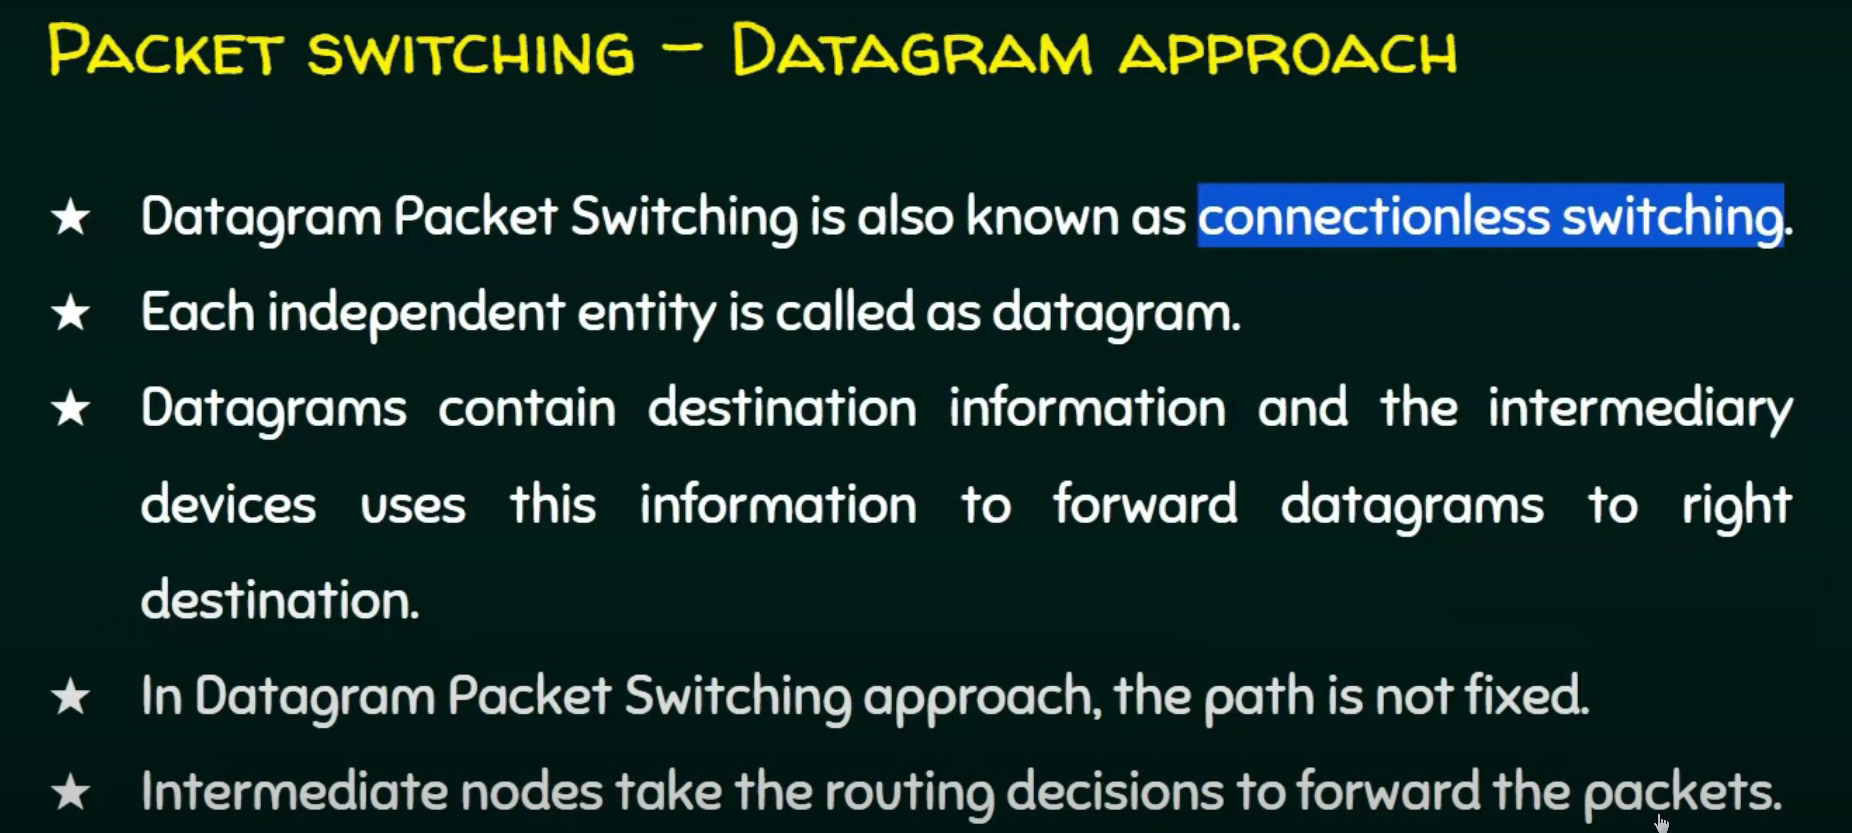 PACKET SWITCHING – DATAGRAM APPROACH
★ Datagram Packet Switching is also known as connectionless switching.
★ Each independent entity is called as datagram.
★ Datagrams contain destination information and the intermediary
devices uses this information to forward datagrams to right
destination.
★ In Datagram Packet Switching approach, the path is not fixed.
★ Intermediate nodes take the routing decisions to forward the packets.